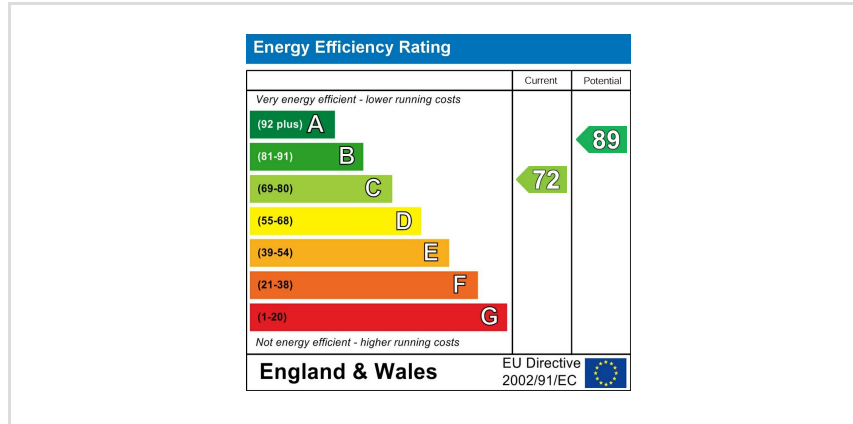 Energy Efficiency Rating
Current Potential
Very energy efficient - lower running costs
(92 plus) A
89
(81-91) B
72
(69-80) C
(55-68) D
(39-54) E
(21-38) F
(1-20) G
Not energy efficient - higher running costs
England & Wales
EU Directive
2002/91/EC